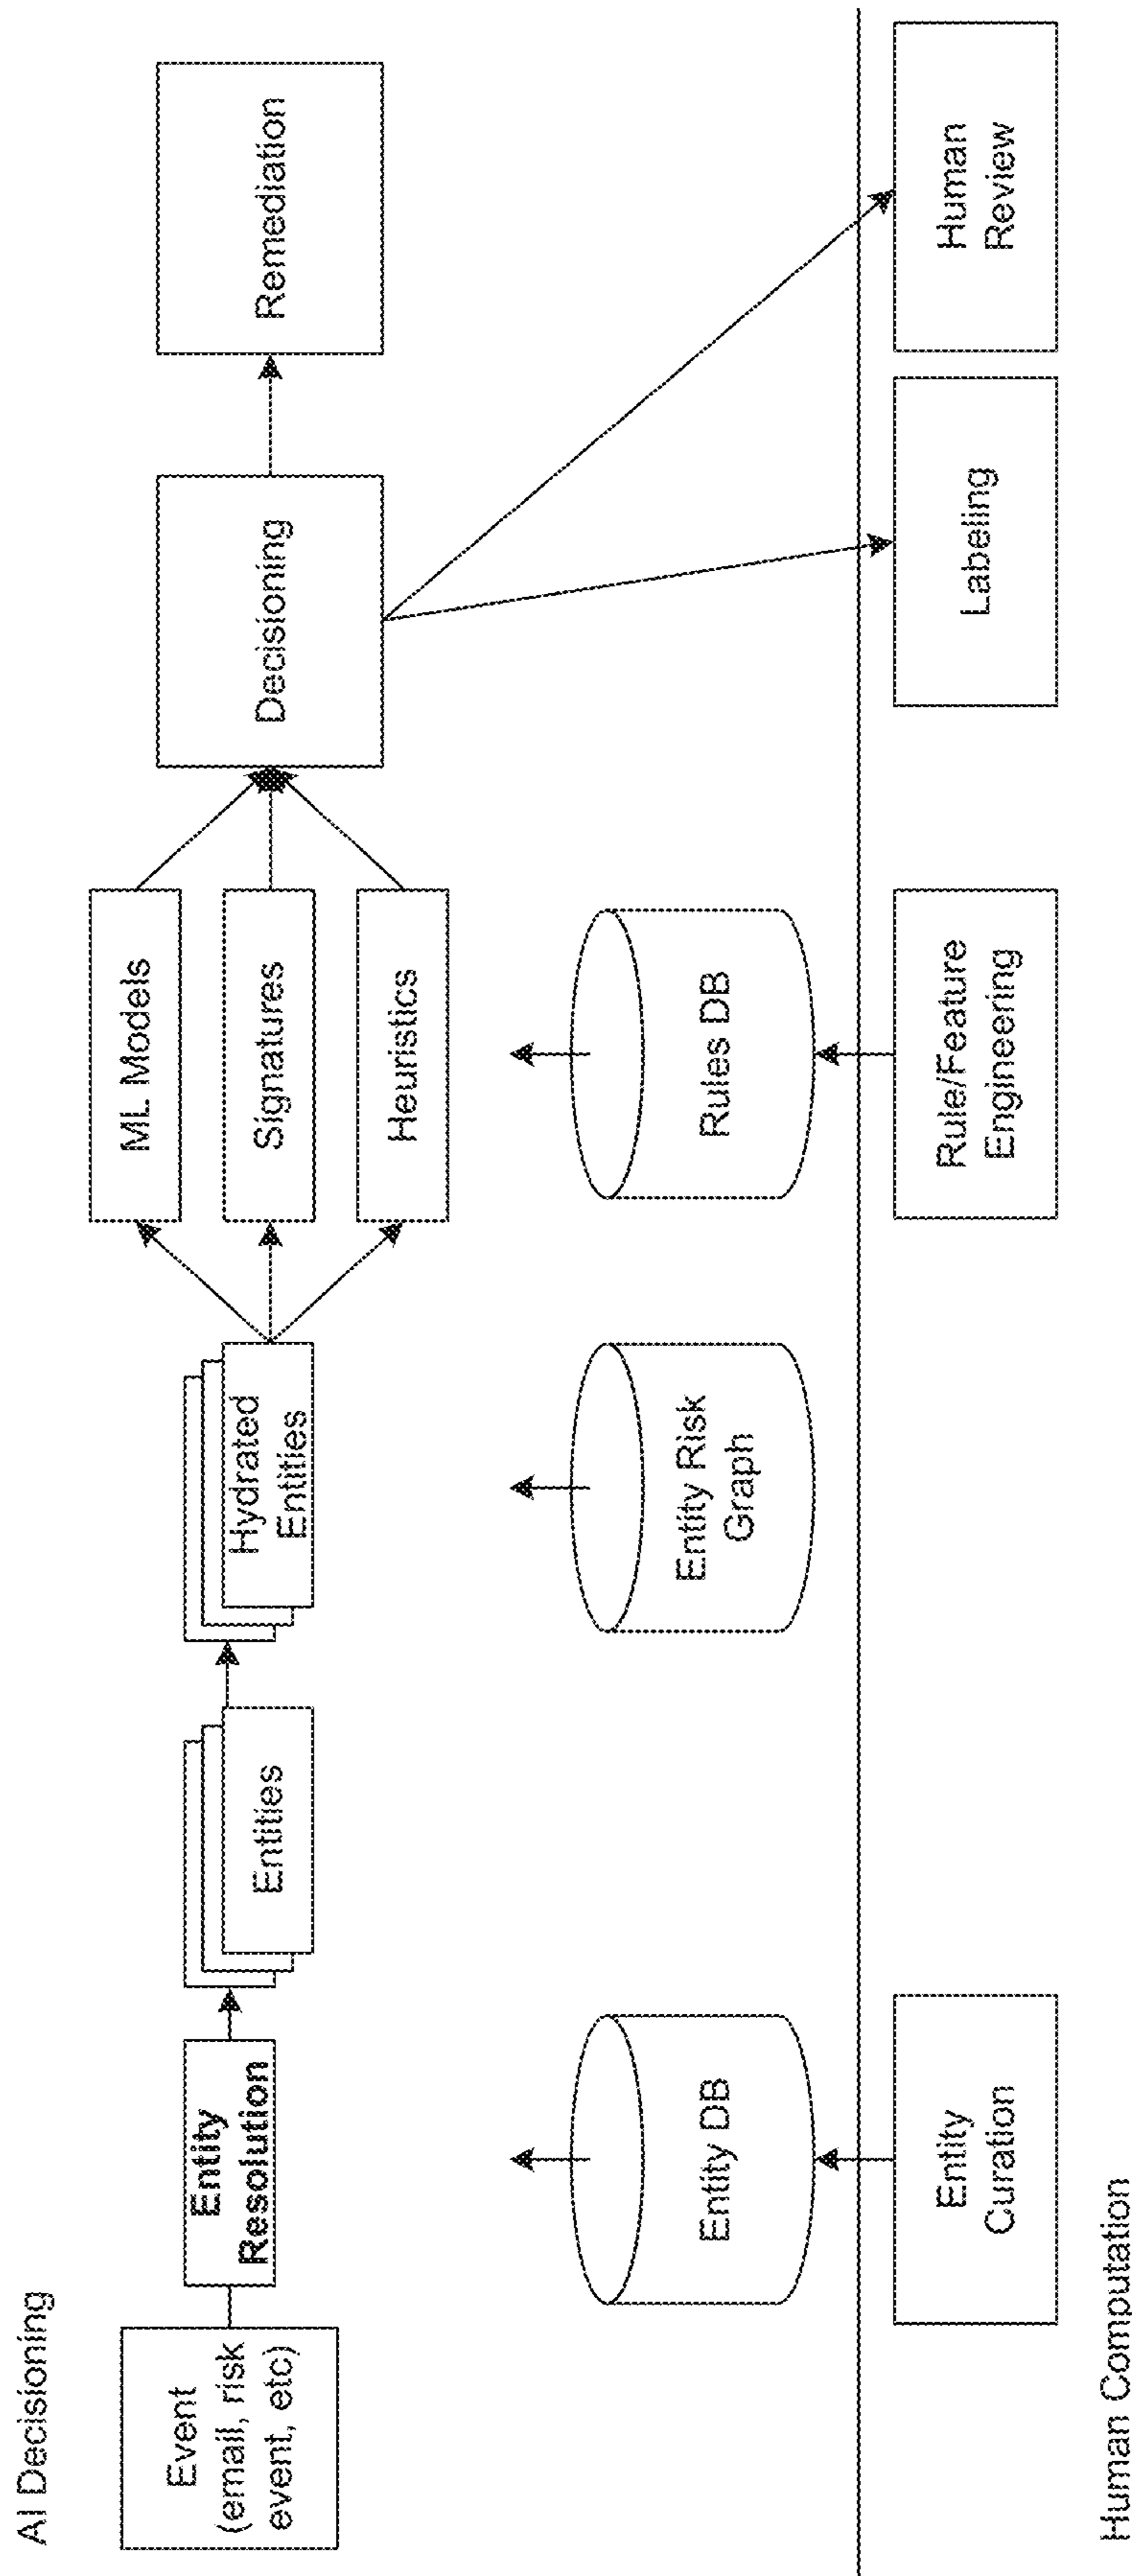 AI Decisioning
Event
(email, risk
event, etc)
Entity
Resolution
Entities
Hydrated
Entities
ML Models
Signatures
Heuristics
Decisioning
Remediation
Entity DB
Entity Risk
Graph
Rules DB
Entity
Curation
Rule/Feature
Engineering
Labeling
Human
Review
Human Computation